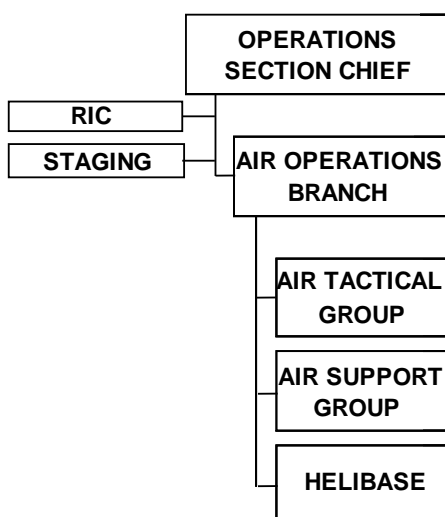 OPERATIONS
SECTION CHIEF
RIC
STAGING
AIR OPERATIONS
BRANCH
AIR TACTICAL
GROUP
AIR SUPPORT
GROUP
HELIBASE